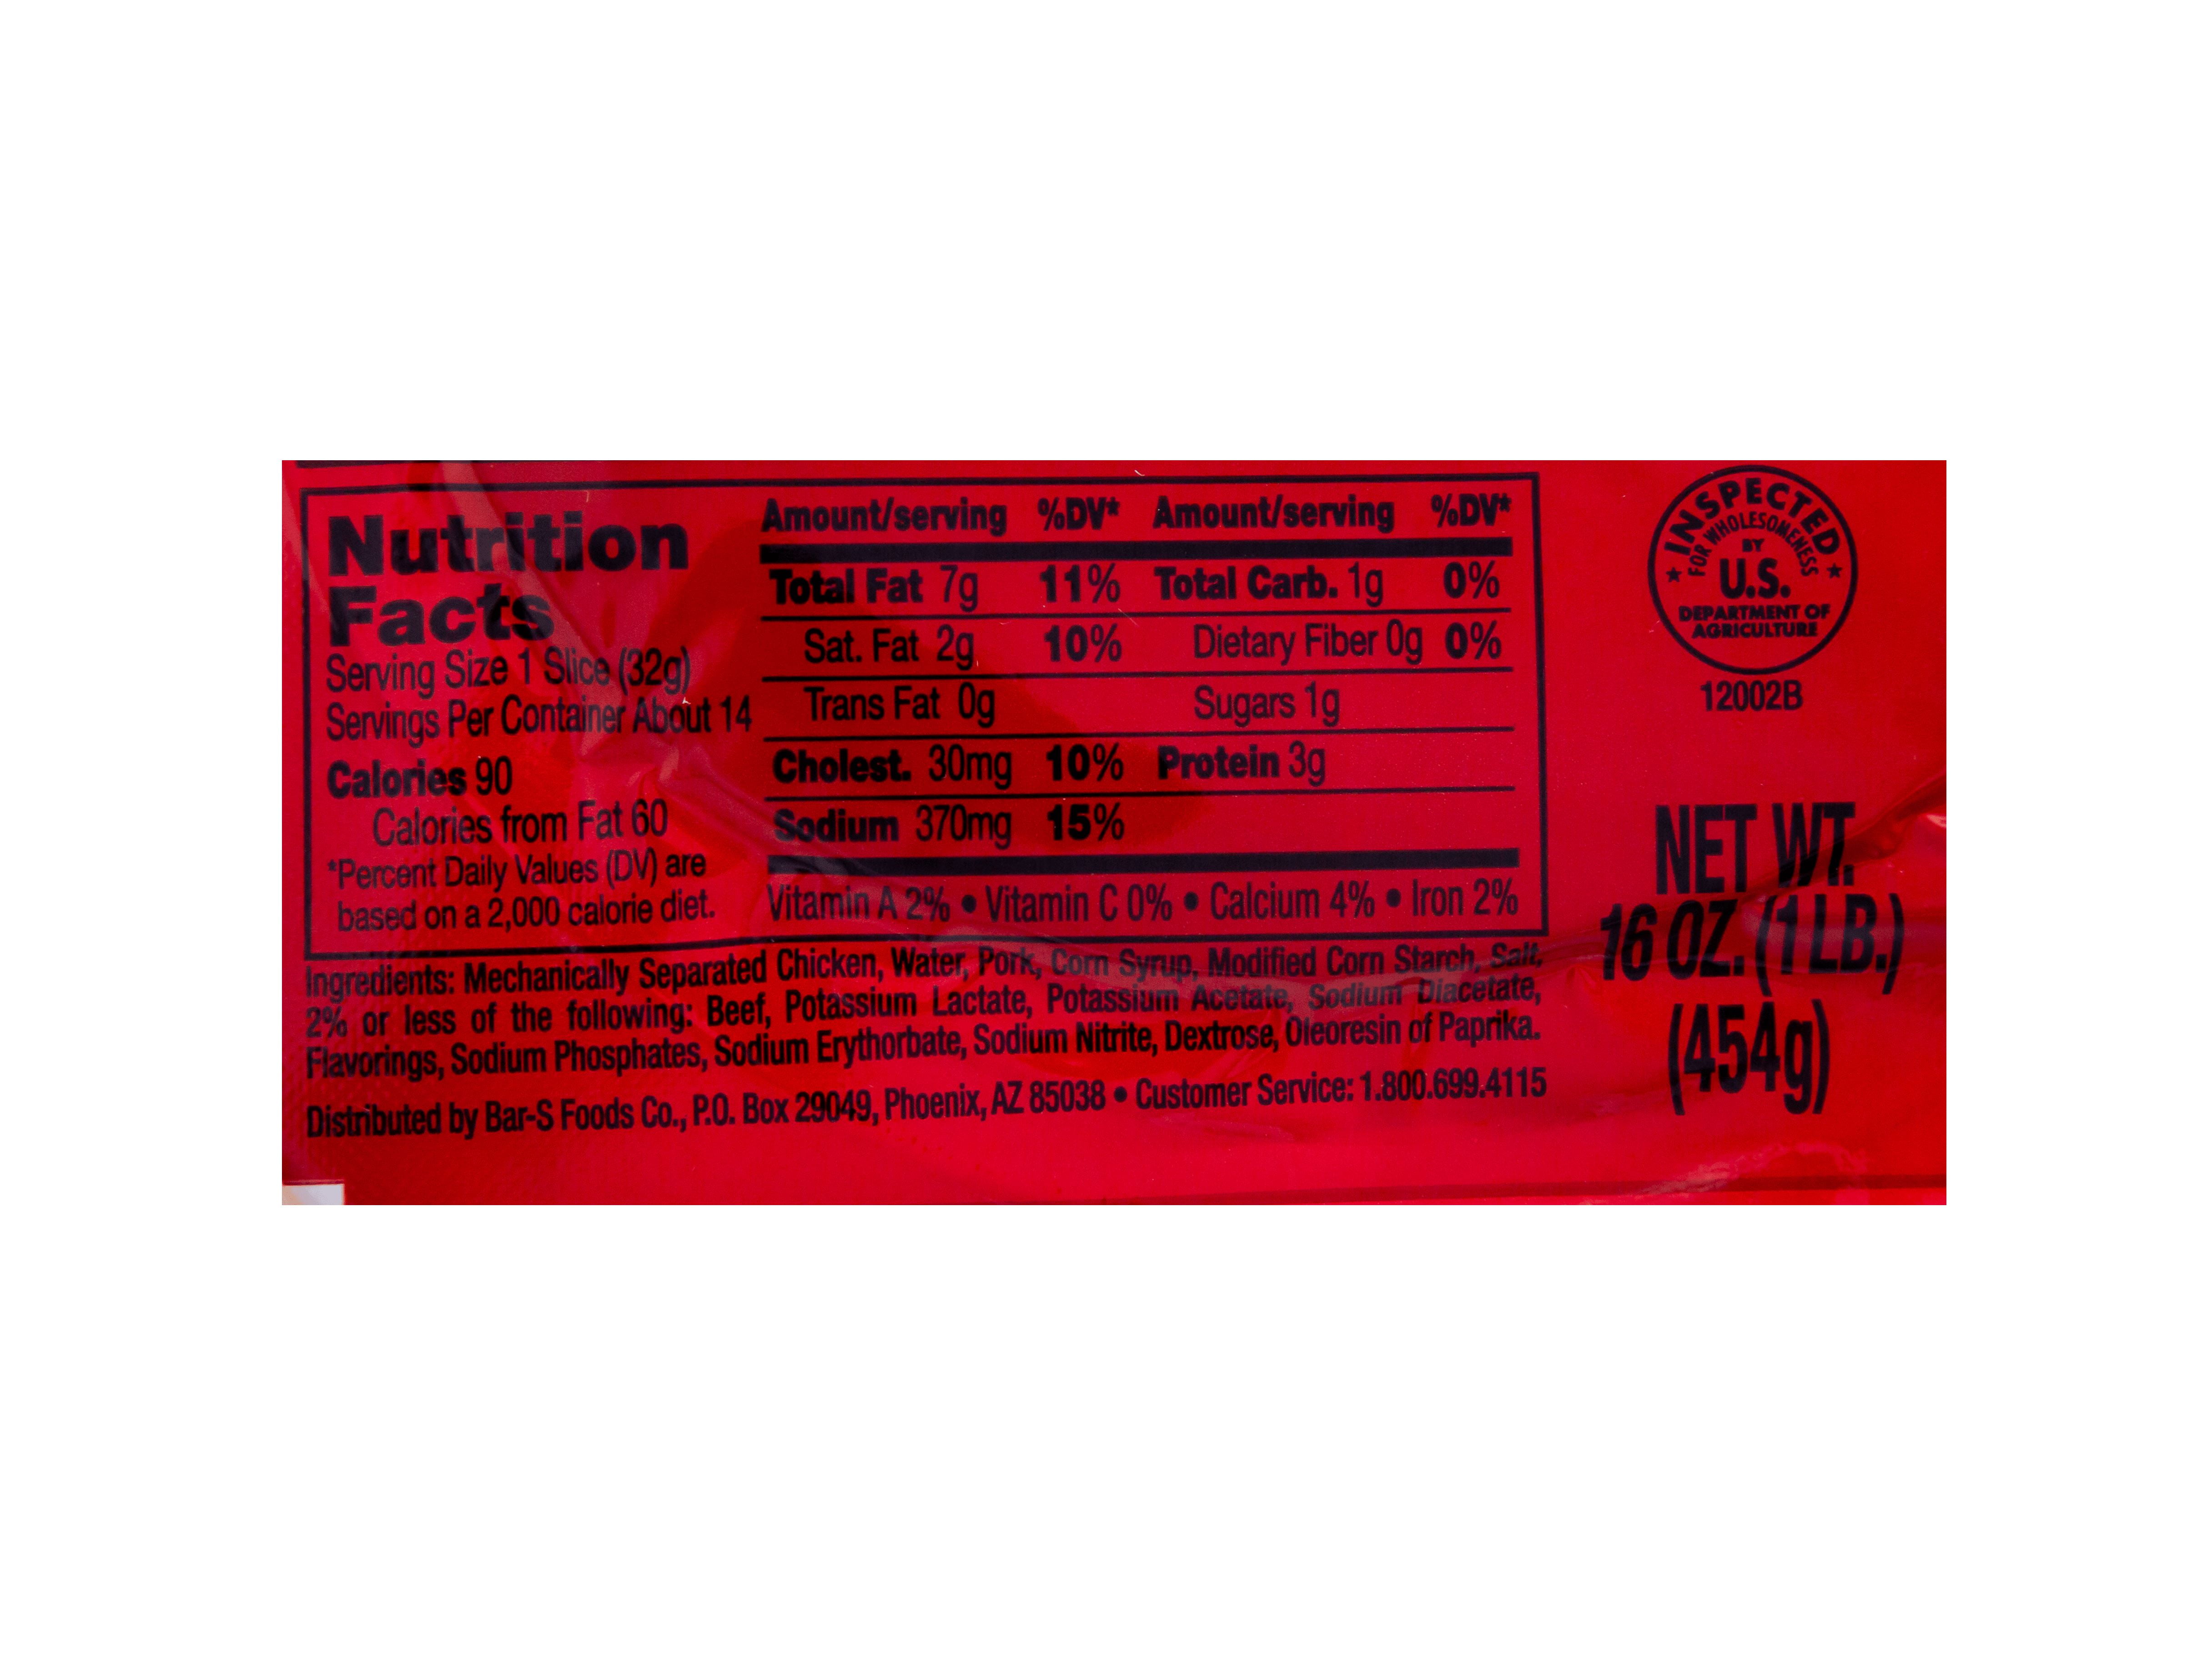 Nutrition
Facts
Serving Size 1 Slice (32g)
Servings Per Container About 14
Calories 90
Calories from Fat 60
*Percent Daily Values (DV) are
based on a 2,000 calorie diet.
Amount/serving %DV* Amount/serving %DV*
Total Fat 7g 11% Total Carb. 1g 0%
Sat. Fat 2g 10% Dietary Fiber 0g 0%
Trans Fat 0g Sugars 1g
Cholest. 30mg 10% Protein 3g
Sodium 370mg 15%
Vitamin A 2% • Vitamin C 0% • Calcium 4% • Iron 2%
Ingredients: Mechanically Separated Chicken, Water, Pork, Corn Syrup, Modified Corn Starch, Salt,
2% or less of the following: Beef, Potassium Lactate, Potassium Acetate, Sodium Diacetate,
Flavorings, Sodium Phosphates, Sodium Erythorbate, Sodium Nitrite, Dextrose, Oleoresin of Paprika.
Distributed by Bar-S Foods Co., P.O. Box 29049, Phoenix, AZ 85038 • Customer Service: 1.800.699.4115
INSPECTED
FOR WHOLESOMENESS
BY
U.S.
DEPARTMENT OF
AGRICULTURE
12002B
NET WT.
16 OZ. (1 LB.)
(454g)